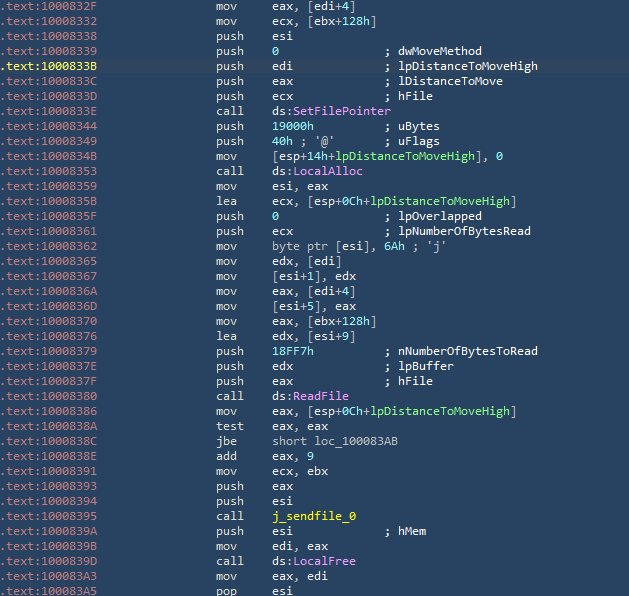 .text:1000832F mov eax, [edi+4]
.text:10008332 mov ecx, [ebx+128h]
.text:10008338 push esi
.text:10008339 push 0 ; dwMoveMethod
.text:1000833B push edi ; lpDistanceToMoveHigh
.text:1000833C push eax ; lDistanceToMove
.text:1000833D push ecx ; hFile
.text:1000833E call ds:SetFilePointer
.text:10008344 push 19000h ; uBytes
.text:10008349 push 40h ; '@' ; uFlags
.text:1000834B mov [esp+14h+lpDistanceToMoveHigh], 0
.text:10008353 call ds:LocalAlloc
.text:10008359 mov esi, eax
.text:1000835B lea ecx, [esp+0Ch+lpDistanceToMoveHigh]
.text:1000835F push 0 ; lpOverlapped
.text:10008361 push ecx ; lpNumberOfBytesRead
.text:10008362 mov byte ptr [esi], 6Ah ; 'j'
.text:10008365 mov edx, [edi]
.text:10008367 mov [esi+1], edx
.text:1000836A mov eax, [edi+4]
.text:1000836D mov [esi+5], eax
.text:10008370 mov eax, [ebx+128h]
.text:10008376 lea edx, [esi+9]
.text:10008379 push 18FF7h ; nNumberOfBytesToRead
.text:1000837E push edx ; lpBuffer
.text:1000837F push eax ; hFile
.text:10008380 call ds:ReadFile
.text:10008386 mov eax, [esp+0Ch+lpDistanceToMoveHigh]
.text:1000838A test eax, eax
.text:1000838C jbe short loc_100083AB
.text:1000838E add eax, 9
.text:10008391 mov ecx, ebx
.text:10008393 push eax
.text:10008394 push esi
.text:10008395 call j_sendfile_0
.text:1000839A push esi ; hMem
.text:1000839B mov edi, eax
.text:1000839D call ds:LocalFree
.text:100083A3 mov eax, edi
.text:100083A5 pop esi